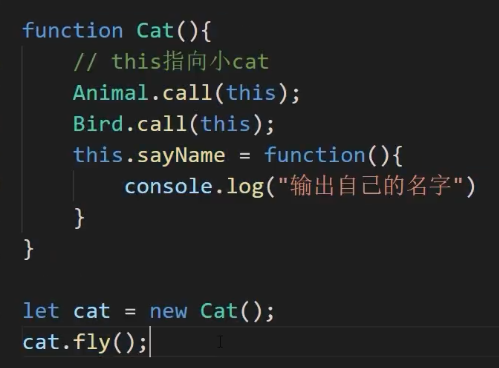 function Cat(){
// this指向小cat
Animal.call(this);
Bird.call(this);
this.sayName = function(){
console.log("输出自己的名字")
}
}
let cat = new Cat();
cat.fly();